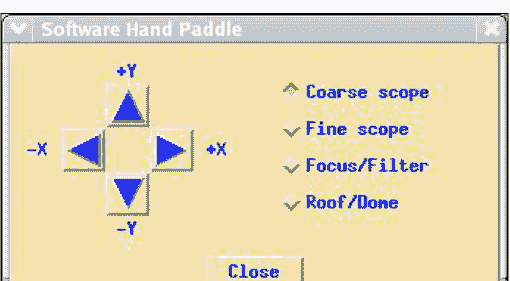 Software Hand Paddle
+Y
Coarse scope
Fine scope
-X
+X
Focus/Filter
Roof/Dome
-Y
Close